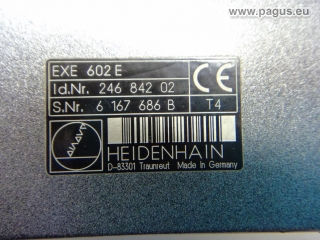 © www.pagus.eu
EXE 602 E
Id.Nr. 246 842 02
S.Nr. 6 167 686 B
T4
CE
HEIDENHAIN
D-83301 Traunreut Made in Germany